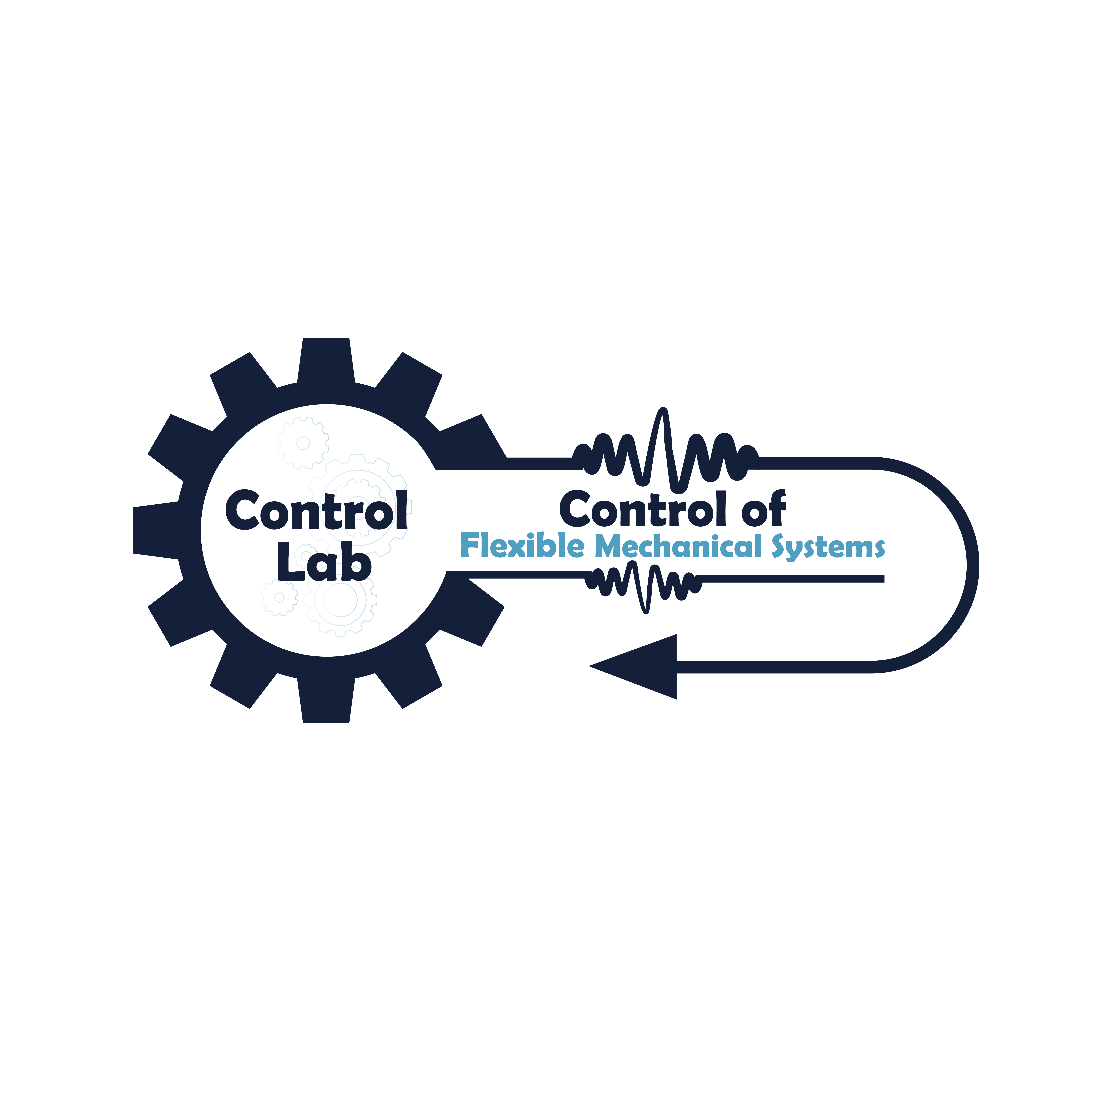 Control
Lab
Control of
Flexible Mechanical Systems